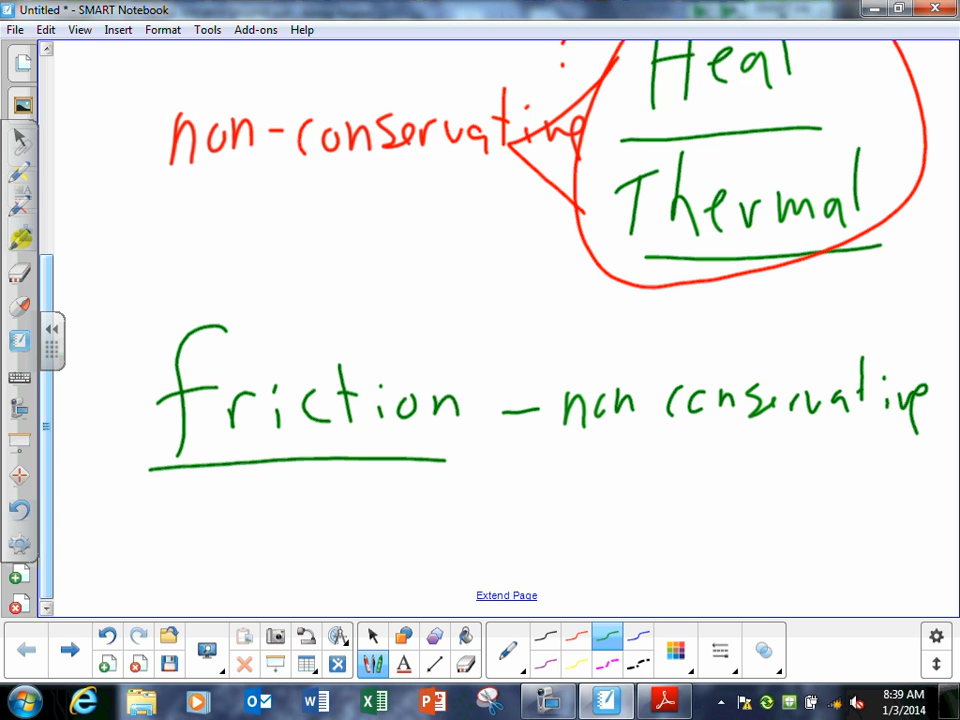 Untitled * - SMART Notebook
File Edit View Insert Format Tools Add-ons Help
Heat
non-conservative
Thermal
friction - non conservative
Extend Page
8:39 AM
1/3/2014